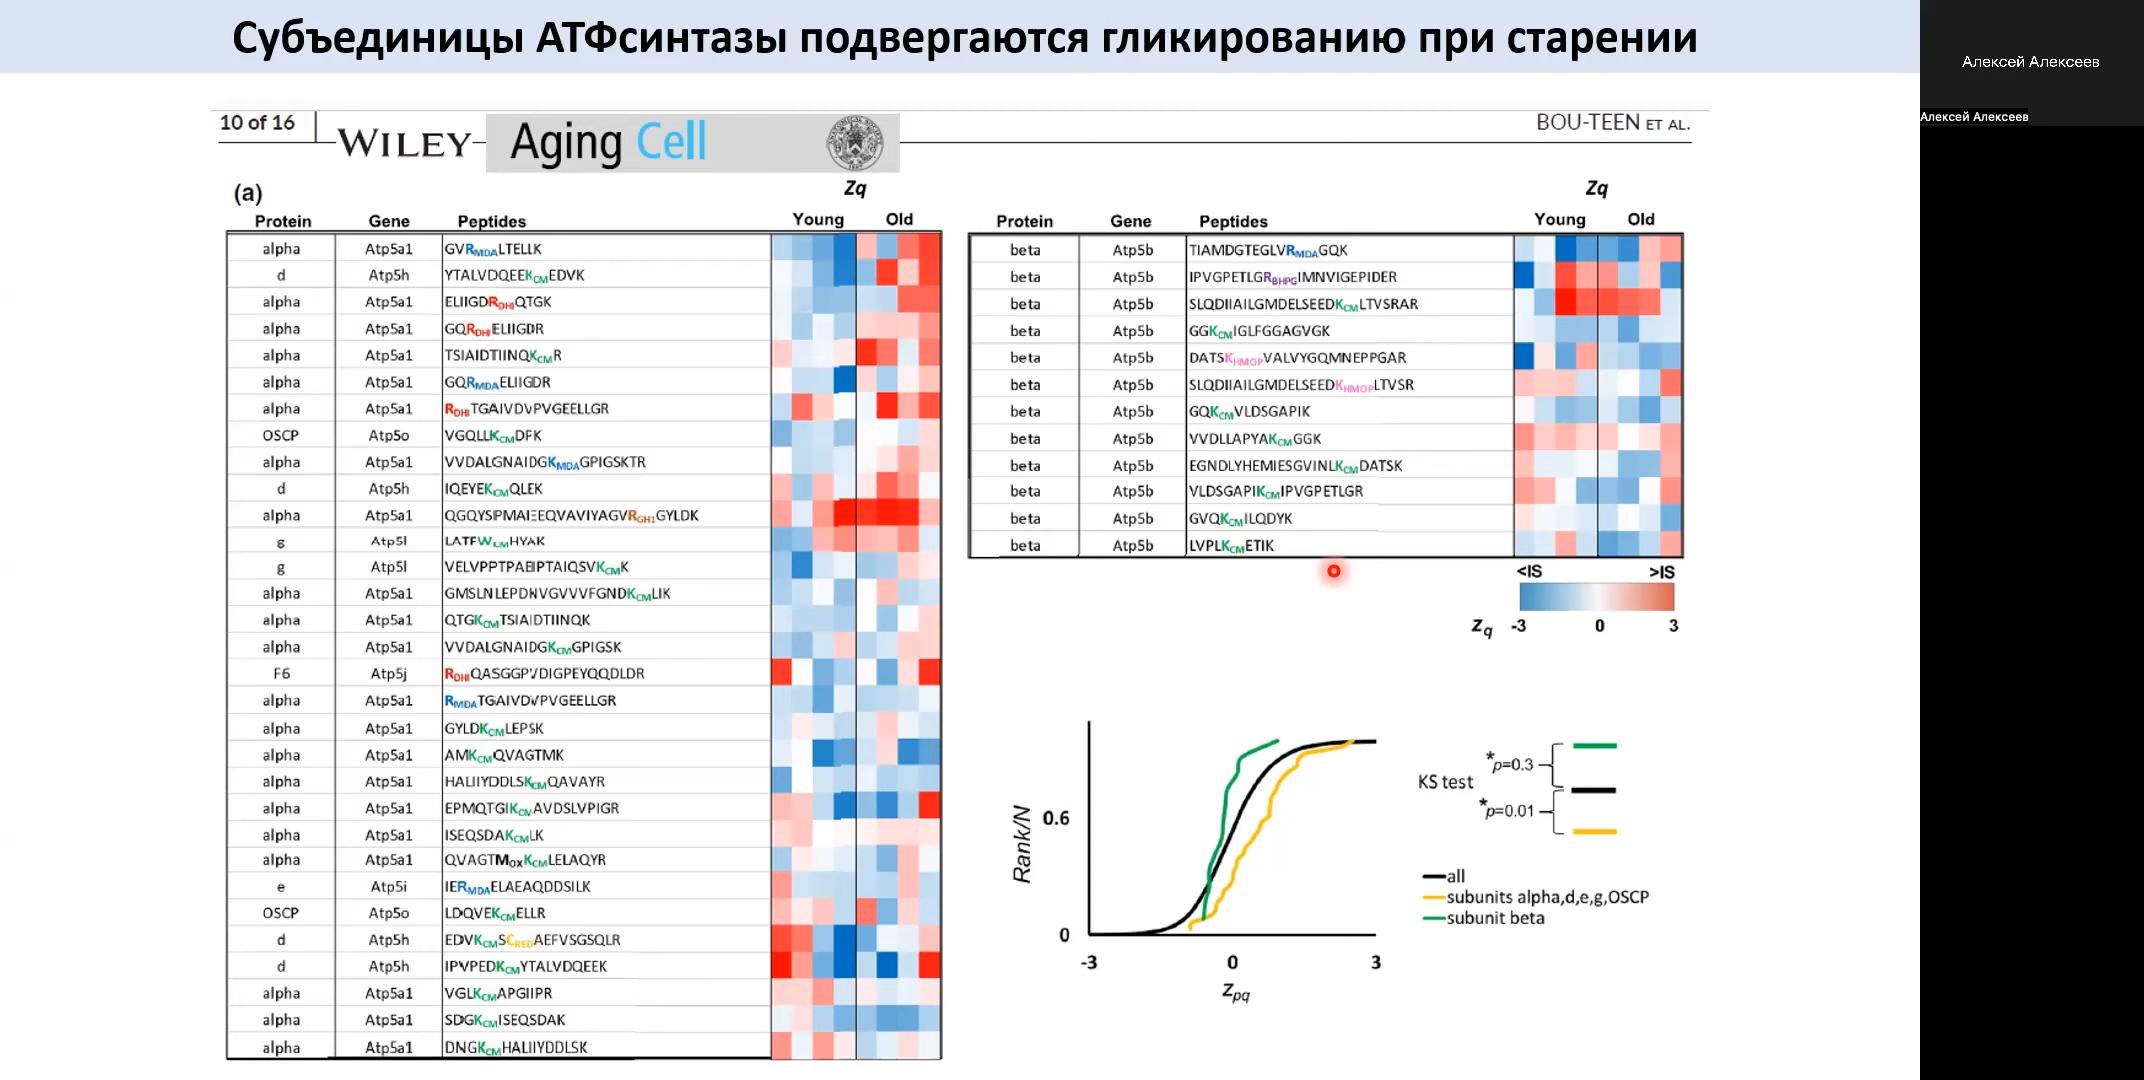 Субъединицы АТФсинтазы подвергаются гликированию при старении
Алексей Алексеев
Алексей Алексеев
10 of 16
WILEY
Aging Cell
BOU-TEEN ET AL.
(a)
Zq
Protein Gene Peptides Young Old
alpha Atp5a1 GVRMDALTELLK
d Atp5h YTALVDQEEKCMEDVK
alpha Atp5a1 ELIIGDRDHIQTGK
alpha Atp5a1 GQRDHIELIIGDR
alpha Atp5a1 TSIAIDTIINQKCMR
alpha Atp5a1 GQRMDAELIIGDR
alpha Atp5a1 RDHITGAIVDVPVGEELLGR
OSCP Atp5o VGQLLKCMDFK
alpha Atp5a1 VVDALGNAIDGKMDAGPIGSKTR
d Atp5h IQEYEKCMQLEK
alpha Atp5a1 QGQYSPMAIEEQVAVIYAGVRGH1GYLDK
g Atp5l LATFWCMHYAK
g Atp5l VELVPPTPAEIPTAIQSVKCMK
alpha Atp5a1 GMSLNLEPDNVGVVVFGNDKCMLIK
alpha Atp5a1 QTGKCMTSIAIDTIINQK
alpha Atp5a1 VVDALGNAIDGKCMGPIGSK
F6 Atp5j RDHIQASGGPVDIGPEYQQDLDR
alpha Atp5a1 RMDATGAIVDVPVGEELLGR
alpha Atp5a1 GYLDKCMLEPSK
alpha Atp5a1 AMKCMQVAGTMK
alpha Atp5a1 HALIIYDDLSKCMQAVAYR
alpha Atp5a1 EPMQTGIKCMAVDSLVPIGR
alpha Atp5a1 ISEQSDAKCMLK
alpha Atp5a1 QVAGTMOXKCMLELAQYR
e Atp5i IERMDAELAEAQDDSILK
OSCP Atp5o LDQVEKCMELLR
d Atp5h EDVKCMSCREDAEFVSGSQLR
d Atp5h IPVPEDKCMYTALVDQEEK
alpha Atp5a1 VGLKCMAPGIIPR
alpha Atp5a1 SDGKCMISEQSDAK
alpha Atp5a1 DNGKCMHALIIYDDLSK
Zq
Protein Gene Peptides Young Old
beta Atp5b TIAMDGTEGLVRMDAGQK
beta Atp5b IPVGPETLGRBHPGIMNVIGEPIDER
beta Atp5b SLQDIIAILGMDELSEEDKCMLTVSRAR
beta Atp5b GGKCMIGLFGGAGVGK
beta Atp5b DATSKHMOPVALVYGQMNEPPGAR
beta Atp5b SLQDIIAILGMDELSEEDKHMOPLTVSR
beta Atp5b GQKCMVLDSGAPIK
beta Atp5b VVDLLAPYAKCMGGK
beta Atp5b EGNDLYHEMIESGVINLKCMDATSK
beta Atp5b VLDSGAPIKCMIPVGPETLGR
beta Atp5b GVQKCMILQDYK
beta Atp5b LVPLKCMETIK
<IS >IS
Zq -3 0 3
Rank/N
0.6
0
-3 0 3
Zpq
KS test
*p=0.3
*p=0.01
all
subunits alpha,d,e,g,OSCP
subunit beta